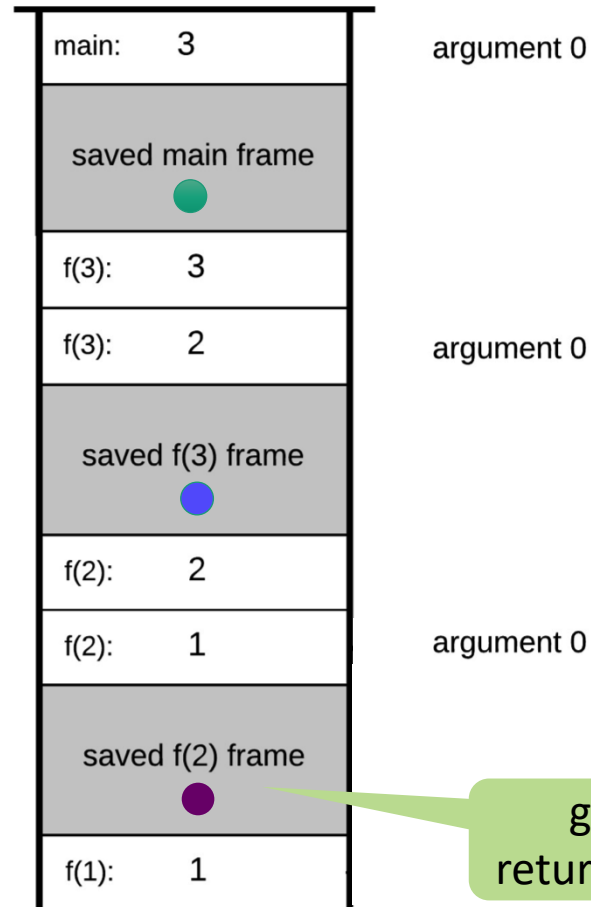 main: 3 argument 0
saved main frame
f(3): 3
f(3): 2 argument 0
saved f(3) frame
f(2): 2
f(2): 1 argument 0
saved f(2) frame
f(1): 1